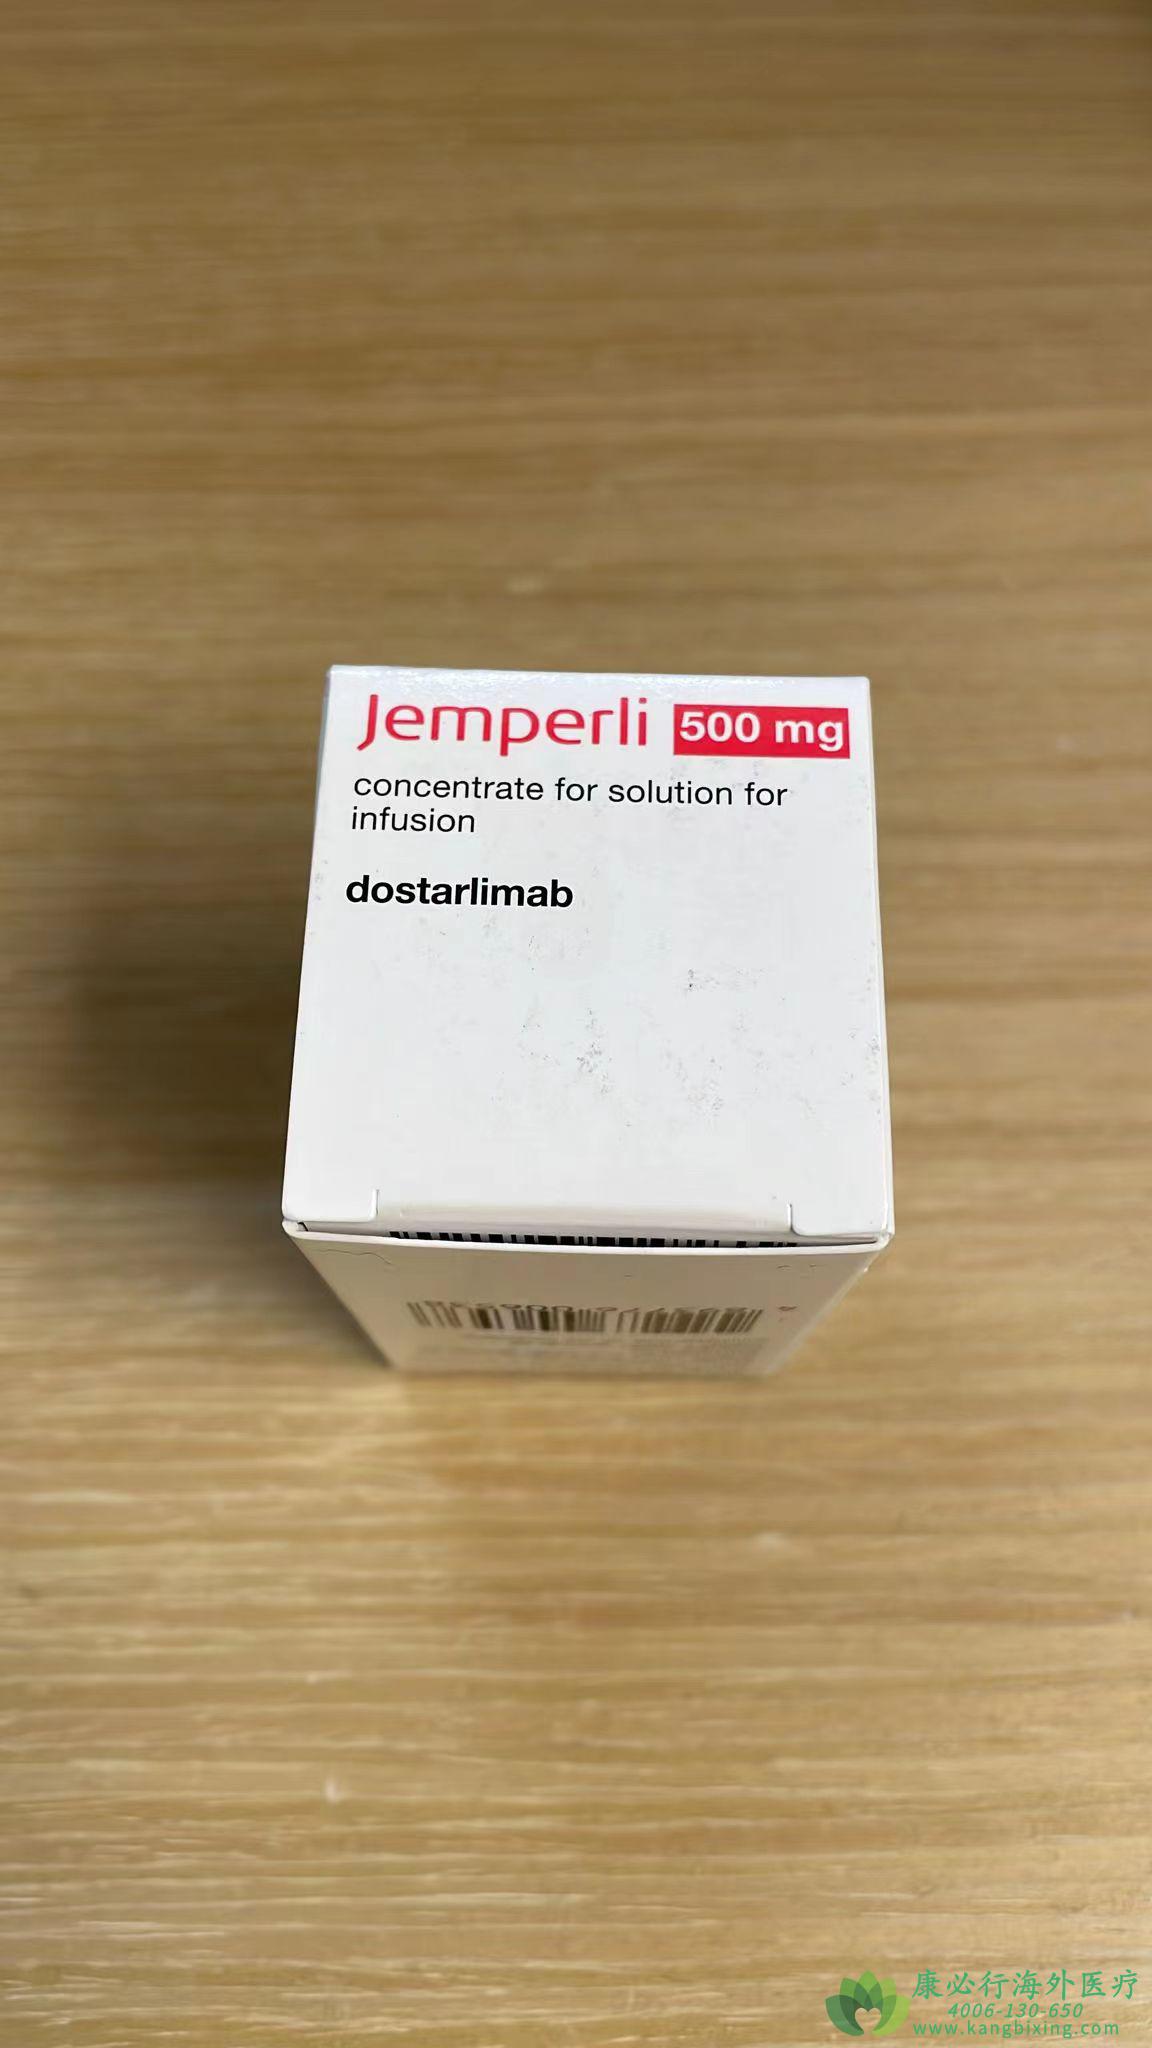 Jemperli 500 mg
concentrate for solution for
infusion
dostarlimab
康必行海外医疗
4006-130-650
www.kangbixing.com